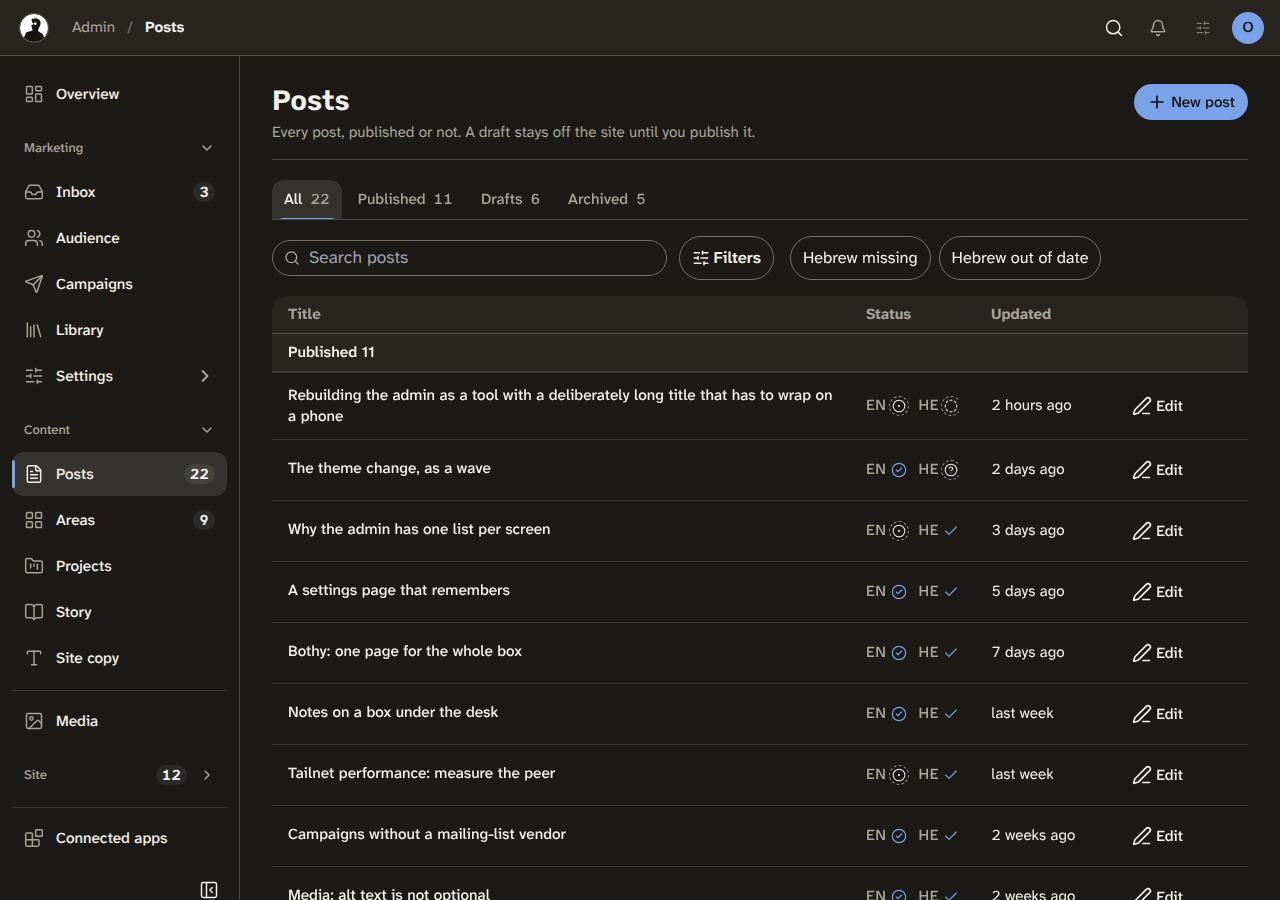 Admin / Posts
O
Overview
Marketing
Inbox 3
Audience
Campaigns
Library
Settings
Content
Posts 22
Areas 9
Projects
Story
Site copy
Media
Site 12
Connected apps
Posts
New post
Every post, published or not. A draft stays off the site until you publish it.
All 22 Published 11 Drafts 6 Archived 5
Search posts Filters Hebrew missing Hebrew out of date
Title Status Updated
Published 11
Rebuilding the admin as a tool with a deliberately long title that has to wrap on
a phone
EN HE 2 hours ago Edit
The theme change, as a wave EN HE 2 days ago Edit
Why the admin has one list per screen EN HE 3 days ago Edit
A settings page that remembers EN HE 5 days ago Edit
Bothy: one page for the whole box EN HE 7 days ago Edit
Notes on a box under the desk EN HE last week Edit
Tailnet performance: measure the peer EN HE last week Edit
Campaigns without a mailing-list vendor EN HE 2 weeks ago Edit
Media: alt text is not optional EN HE 2 weeks ago Edit